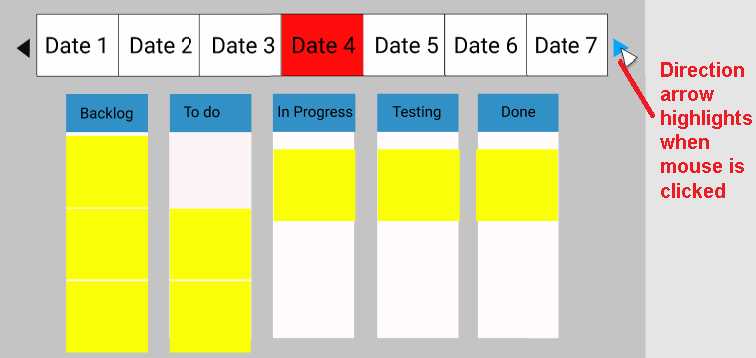 Date 1 Date 2 Date 3 Date 4 Date 5 Date 6 Date 7
Backlog To do In Progress Testing Done
Direction
arrow
highlights
when
mouse is
clicked